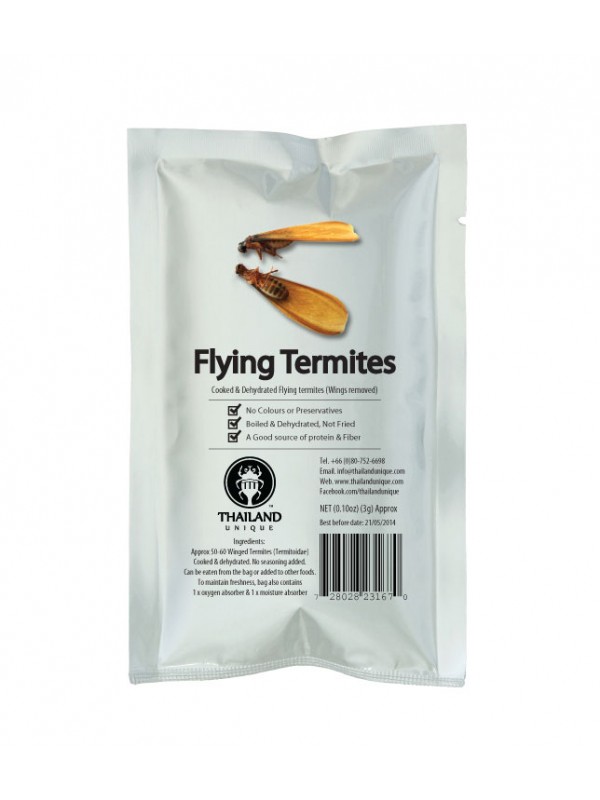 Flying Termites
Cooked & Dehydrated Flying termites (Wings removed)
No Colours or Preservatives
Boiled & Dehydrated, Not Fried
A Good source of protein & Fiber
THAILAND
UNIQUE
TM
Ingredients:
Approx 50-60 Winged Termites (Termitoidae)
Cooked & dehydrated. No seasoning added.
Can be eaten from the bag or added to other foods.
To maintain freshness, bag also contains
1 x oxygen absorber & 1 x moisture absorber
Tel. +66 (0)80-752-6698
Email. info@thailandunique.com
Web. www.thailandunique.com
Facebook.com/thailandunique
NET (0.10oz) (3g) Approx
Best before date: 21/05/2014
7 28028 23167 0